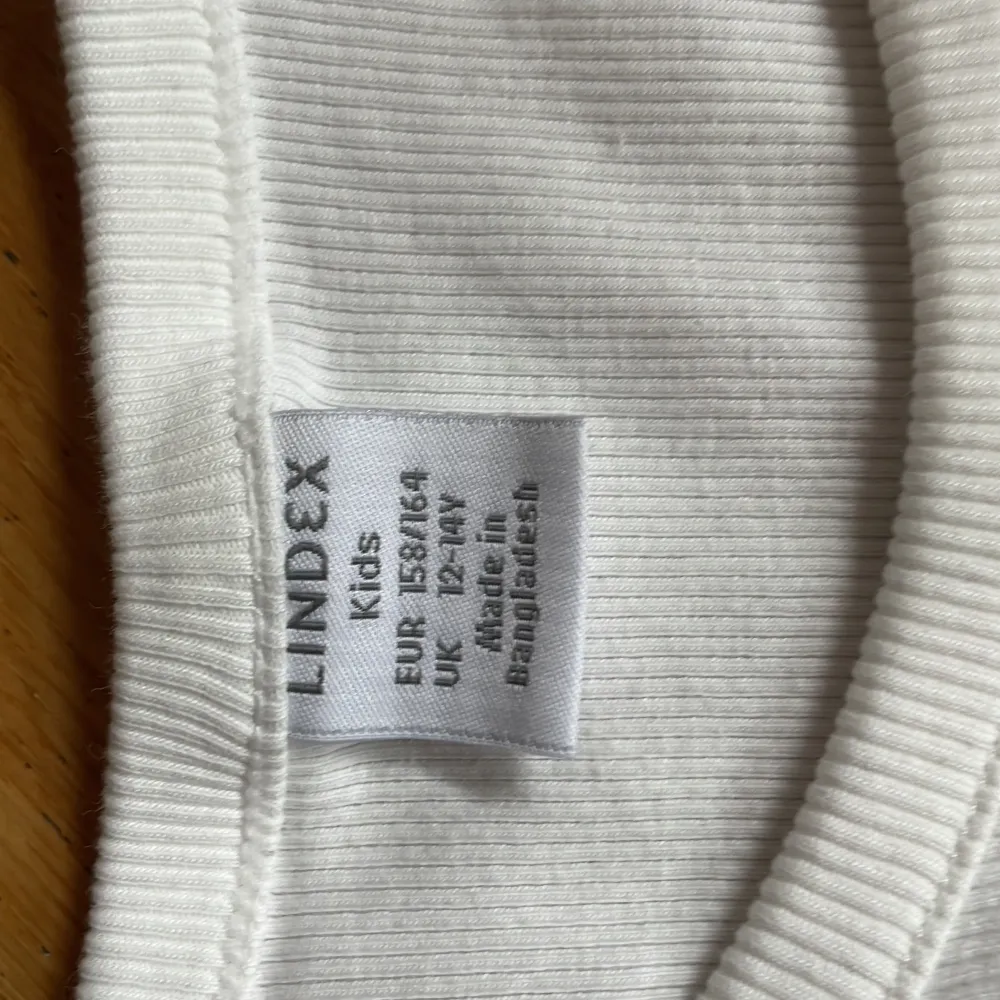 LINDEX
Kids
EUR 158/164
UK 12-14Y
Made in
Bangladesh